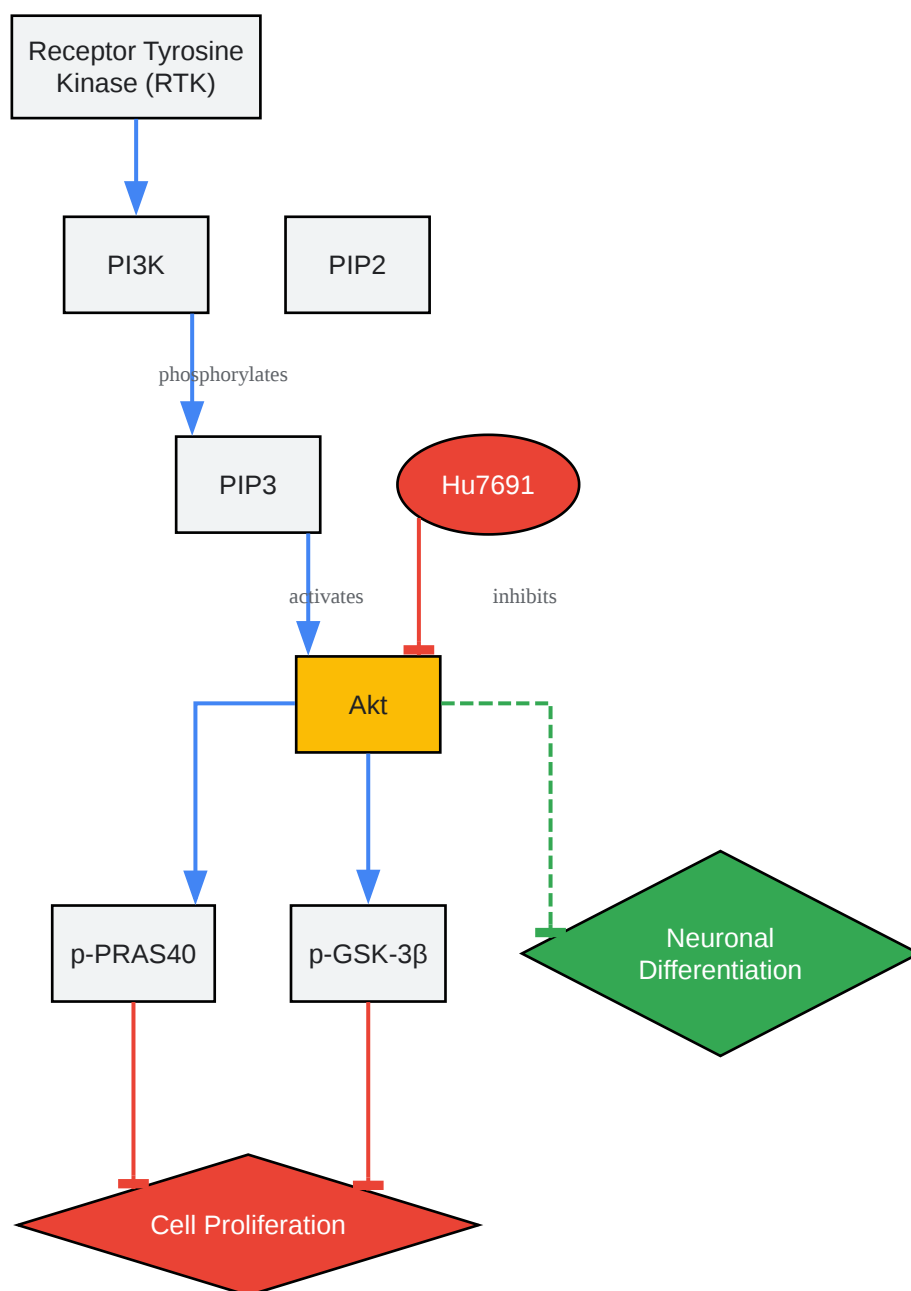 Receptor Tyrosine
Kinase (RTK)
PI3K
PIP2
phosphorylates
PIP3
Hu7691
activates
inhibits
Akt
p-PRAS40
p-GSK-3β
Neuronal
Differentiation
Cell Proliferation